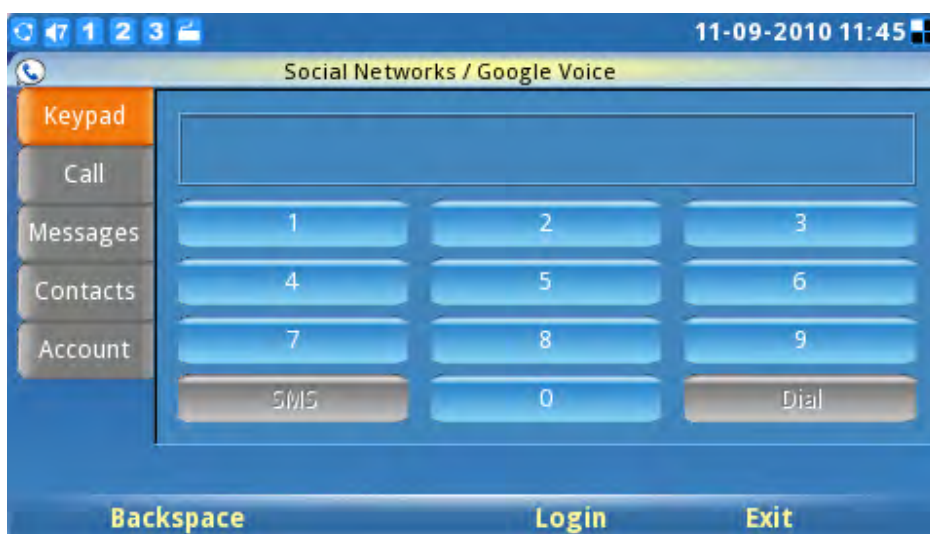 47 1 2 3 11-09-2010 11:45
Social Networks / Google Voice
Keypad
Call
Messages
Contacts
Account
1 2 3
4 5 6
7 8 9
SMS 0 Dial
Backspace Login Exit